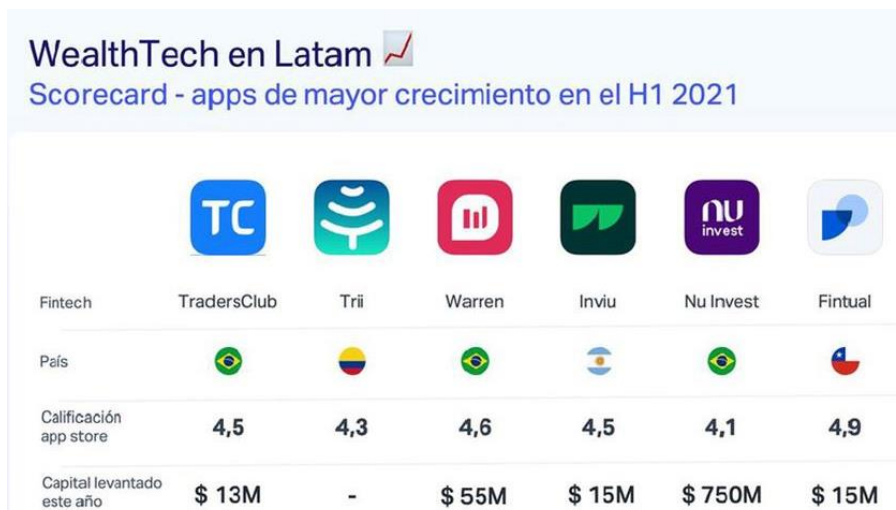 WealthTech en Latam
Scorecard - apps de mayor crecimiento en el H1 2021
TC
nu
invest
Fintech TradersClub Trii Warren Inviu Nu Invest Fintual
País
Calificación
app store 4,5 4,3 4,6 4,5 4,1 4,9
Capital levantado
este año $ 13M - $ 55M $ 15M $ 750M $ 15M